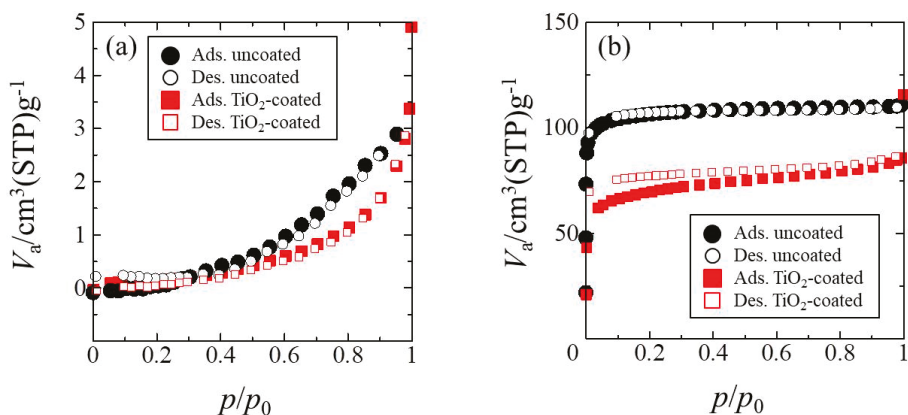 (a)
Ads. uncoated
Des. uncoated
Ads. TiO₂-coated
Des. TiO₂-coated
5
4
3
2
1
0
Vₐ/cm³(STP)g⁻¹
0 0.2 0.4 0.6 0.8 1
p/p₀
(b)
150
100
50
0
Vₐ/cm³(STP)g⁻¹
Ads. uncoated
Des. uncoated
Ads. TiO₂-coated
Des. TiO₂-coated
0.2 0.4 0.6 0.8 1
p/p₀